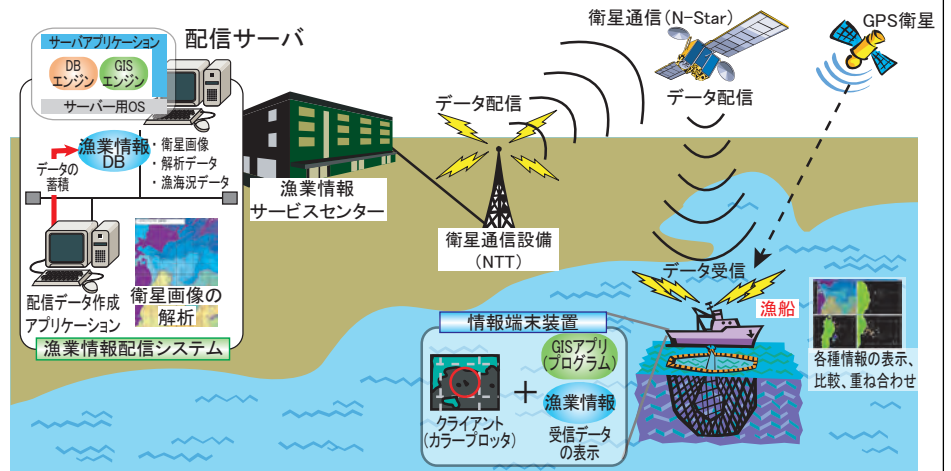 サーバアプリケーション
DB
エンジン
GIS
エンジン
サーバー用OS
配信サーバ
漁業情報
DB
・衛星画像
・解析データ
・漁海況データ
データの
蓄積
配信データ作成
アプリケーション
衛星画像の
解析
漁業情報配信システム
漁業情報
サービスセンター
データ配信
衛星通信設備
(NTT)
衛星通信(N-Star)
データ配信
GPS衛星
データ受信
漁船
情報端末装置
クライアント
(カラープロッタ)
+
GISアプリ
(プログラム)
漁業情報
受信データ
の表示
各種情報の表示、
比較、重ね合わせ